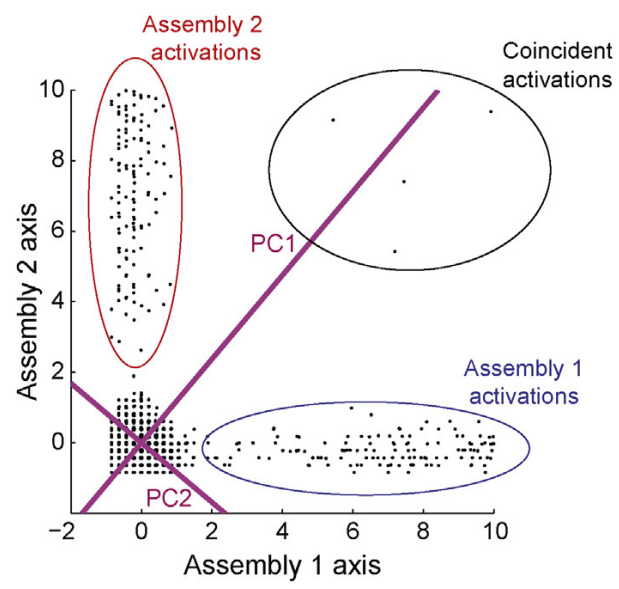 Assembly 2
activations
Coincident
activations
10
8
6
4
2
0
−2
0
2
4
6
8
10
Assembly 2 axis
PC1
PC2
Assembly 1
activations
Assembly 1 axis